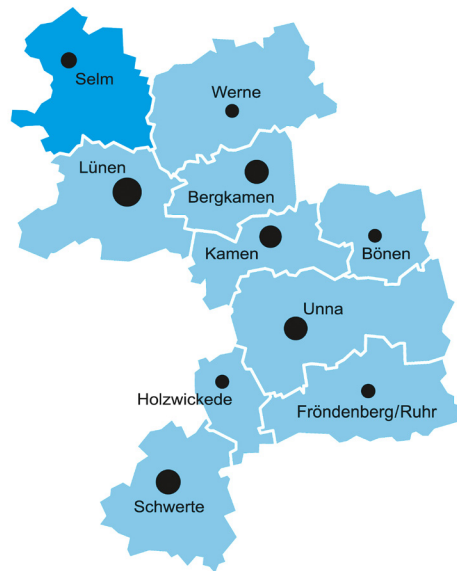 Selm
Werne
Lünen
Bergkamen
Kamen
Bönen
Unna
Holzwickede
Fröndenberg/Ruhr
Schwerte